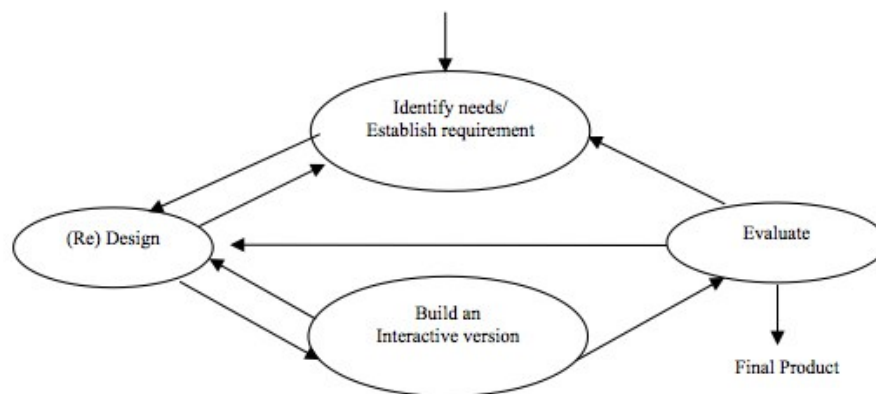 Identify needs/
Establish requirement
(Re) Design
Evaluate
Build an
Interactive version
Final Product